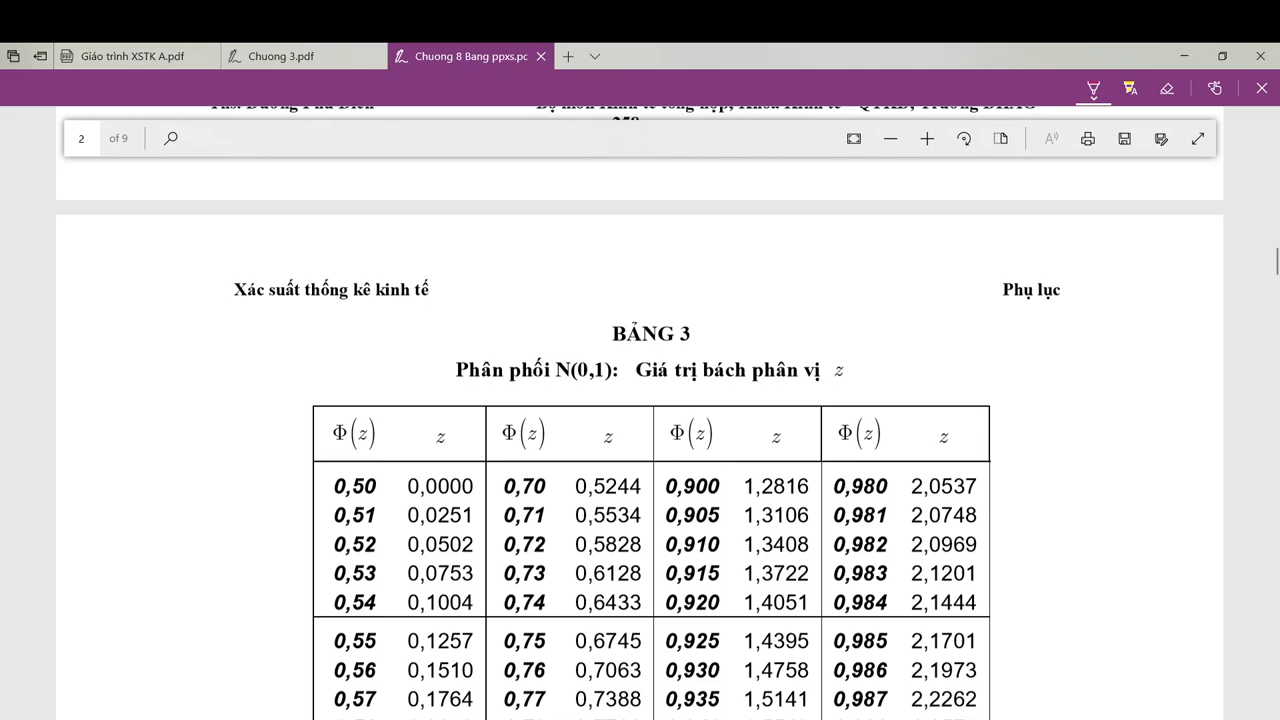 Giáo trình XSTK A.pdf
Chuong 3.pdf
Chuong 8 Bang ppxs.pc
2 of 9
Xác suất thống kê kinh tế Phụ lục
BẢNG 3
Phân phối N(0,1): Giá trị bách phân vị z
Φ(z) z Φ(z) z Φ(z) z Φ(z) z
0,50 0,0000 0,70 0,5244 0,900 1,2816 0,980 2,0537
0,51 0,0251 0,71 0,5534 0,905 1,3106 0,981 2,0748
0,52 0,0502 0,72 0,5828 0,910 1,3408 0,982 2,0969
0,53 0,0753 0,73 0,6128 0,915 1,3722 0,983 2,1201
0,54 0,1004 0,74 0,6433 0,920 1,4051 0,984 2,1444
0,55 0,1257 0,75 0,6745 0,925 1,4395 0,985 2,1701
0,56 0,1510 0,76 0,7063 0,930 1,4758 0,986 2,1973
0,57 0,1764 0,77 0,7388 0,935 1,5141 0,987 2,2262